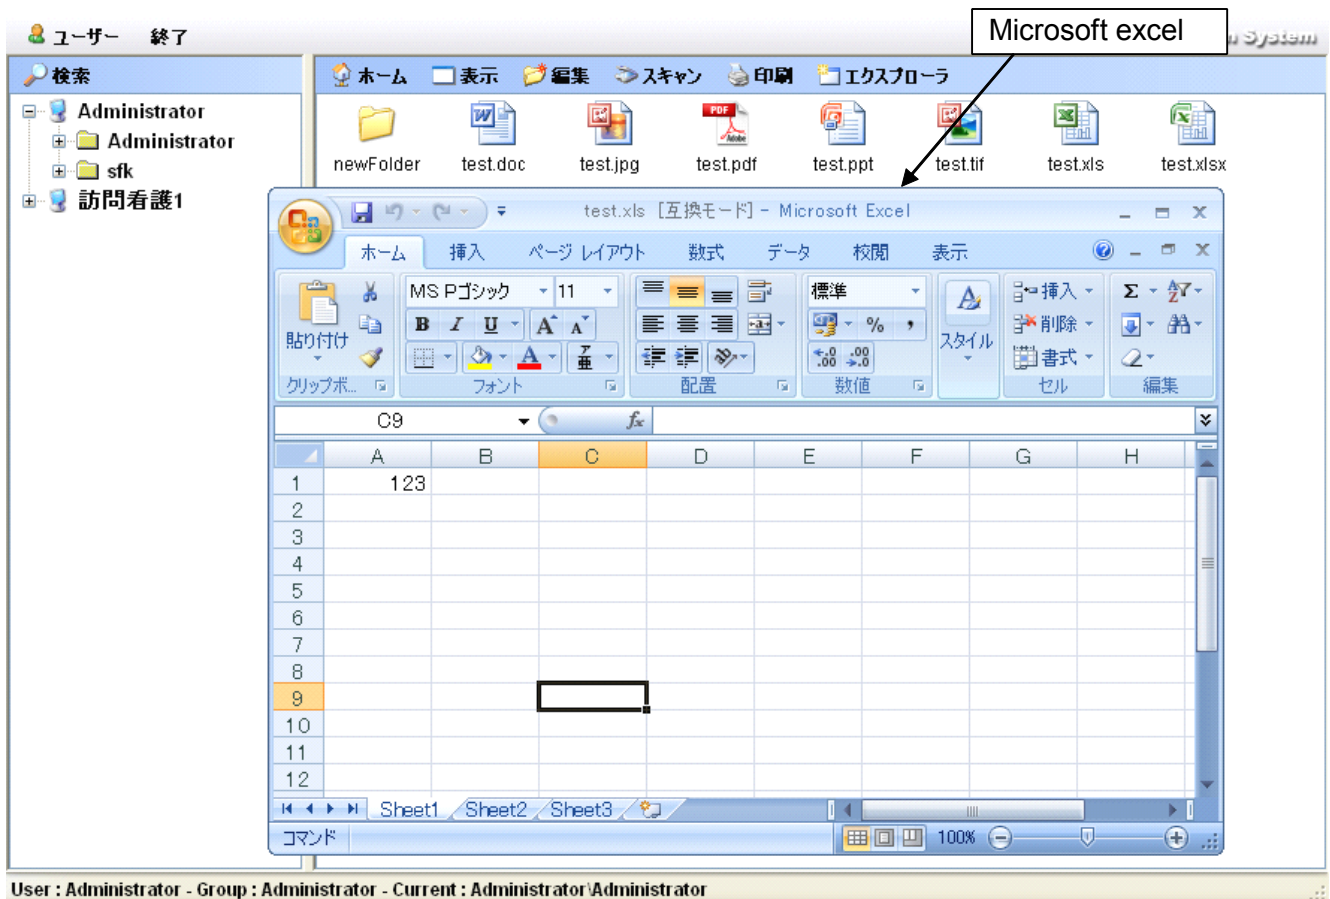 Microsoft excel
ユーザー 終了
System
検索
ホーム 表示 編集 スキャン 印刷 エクスプローラ
Administrator
Administrator
sfk
訪問看護1
newFolder test.doc test.jpg test.pdf test.ppt test.tif test.xls test.xlsx
test.xls [互換モード] - Microsoft Excel
ホーム 挿入 ページ レイアウト 数式 データ 校閲 表示
貼り付け
クリップボ...
MS Pゴシック 11
B I U A A
A ア亜
フォント
配置
標準
% ,
.0 .00 .00 .0
数値
スタイル
挿入
削除
書式
セル
Σ
編集
C9 fx
A B C D E F G H
1 123
2
3
4
5
6
7
8
9
10
11
12
Sheet1 Sheet2 Sheet3
コマンド 100%
User : Administrator - Group : Administrator - Current : Administrator\Administrator